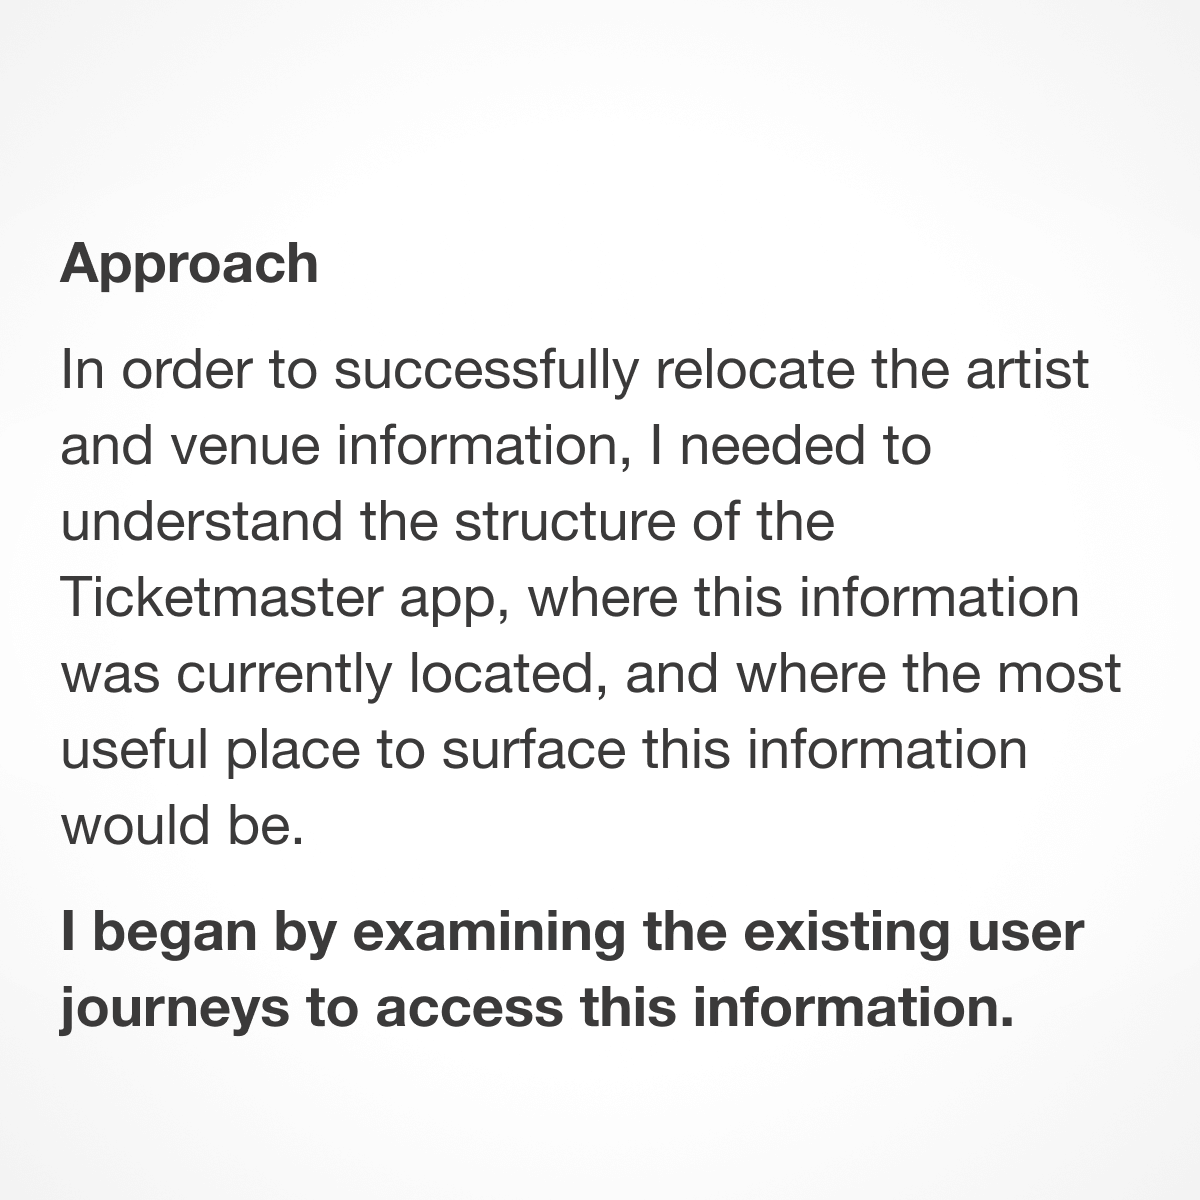 Approach
In order to successfully relocate the artist
and venue information, I needed to
understand the structure of the
Ticketmaster app, where this information
was currently located, and where the most
useful place to surface this information
would be.
I began by examining the existing user
journeys to access this information.